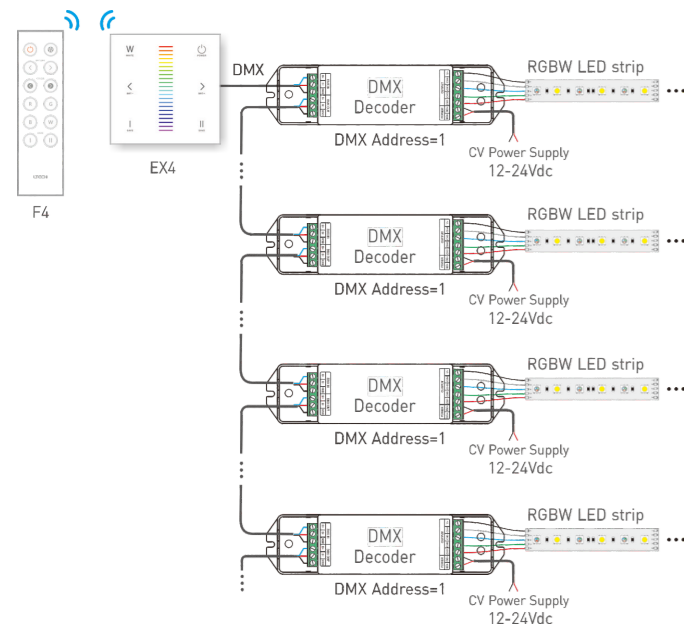 DMX
W
<
>
I
II
EX4
F4
DMX
Decoder
DMX Address=1
RGBW LED strip
CV Power Supply
12-24Vdc
DMX
Decoder
DMX Address=1
RGBW LED strip
CV Power Supply
12-24Vdc
DMX
Decoder
DMX Address=1
RGBW LED strip
CV Power Supply
12-24Vdc
DMX
Decoder
DMX Address=1
RGBW LED strip
CV Power Supply
12-24Vdc